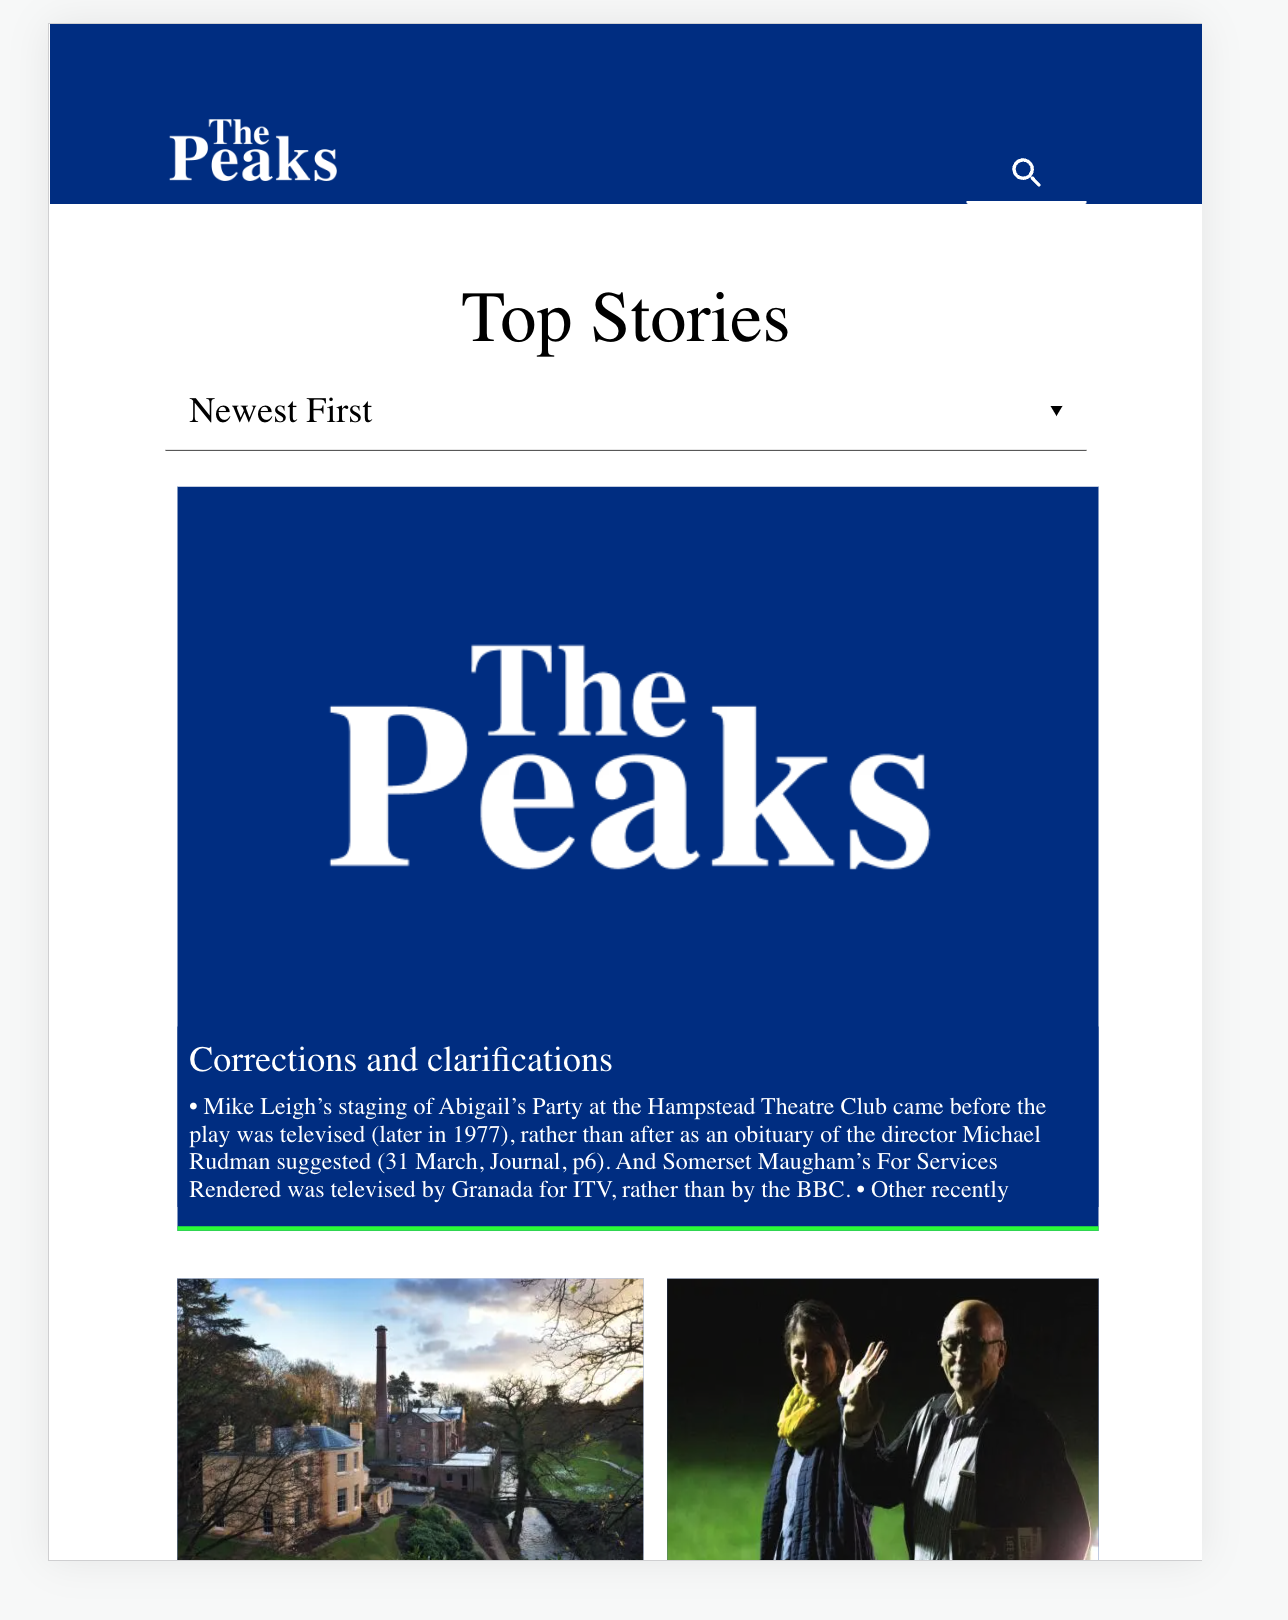 The
Peaks
Top Stories
Newest First
The
Peaks
Corrections and clarifications
• Mike Leigh’s staging of Abigail’s Party at the Hampstead Theatre Club came before the
play was televised (later in 1977), rather than after as an obituary of the director Michael
Rudman suggested (31 March, Journal, p6). And Somerset Maugham’s For Services
Rendered was televised by Granada for ITV, rather than by the BBC. • Other recently